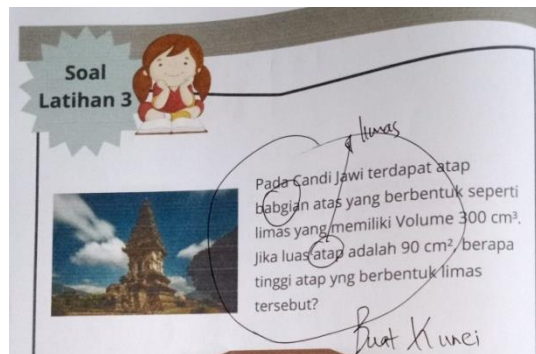 Soal
Latihan 3
limas
Pada Candi Jawi terdapat atap
babgian atas yang berbentuk seperti
limas yang memiliki Volume 300 cm³.
Jika luas atap adalah 90 cm², berapa
tinggi atap yng berbentuk limas
tersebut?
Buat Kunci